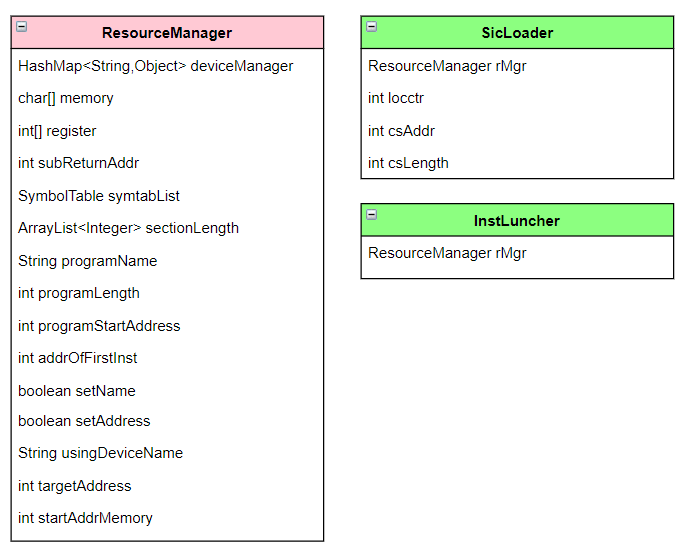 ResourceManager
HashMap<String,Object> deviceManager
char[] memory
int[] register
int subReturnAddr
SymbolTable symtabList
ArrayList<Integer> sectionLength
String programName
int programLength
int programStartAddress
int addrOfFirstInst
boolean setName
boolean setAddress
String usingDeviceName
int targetAddress
int startAddrMemory
SicLoader
ResourceManager rMgr
int locctr
int csAddr
int csLength
InstLuncher
ResourceManager rMgr